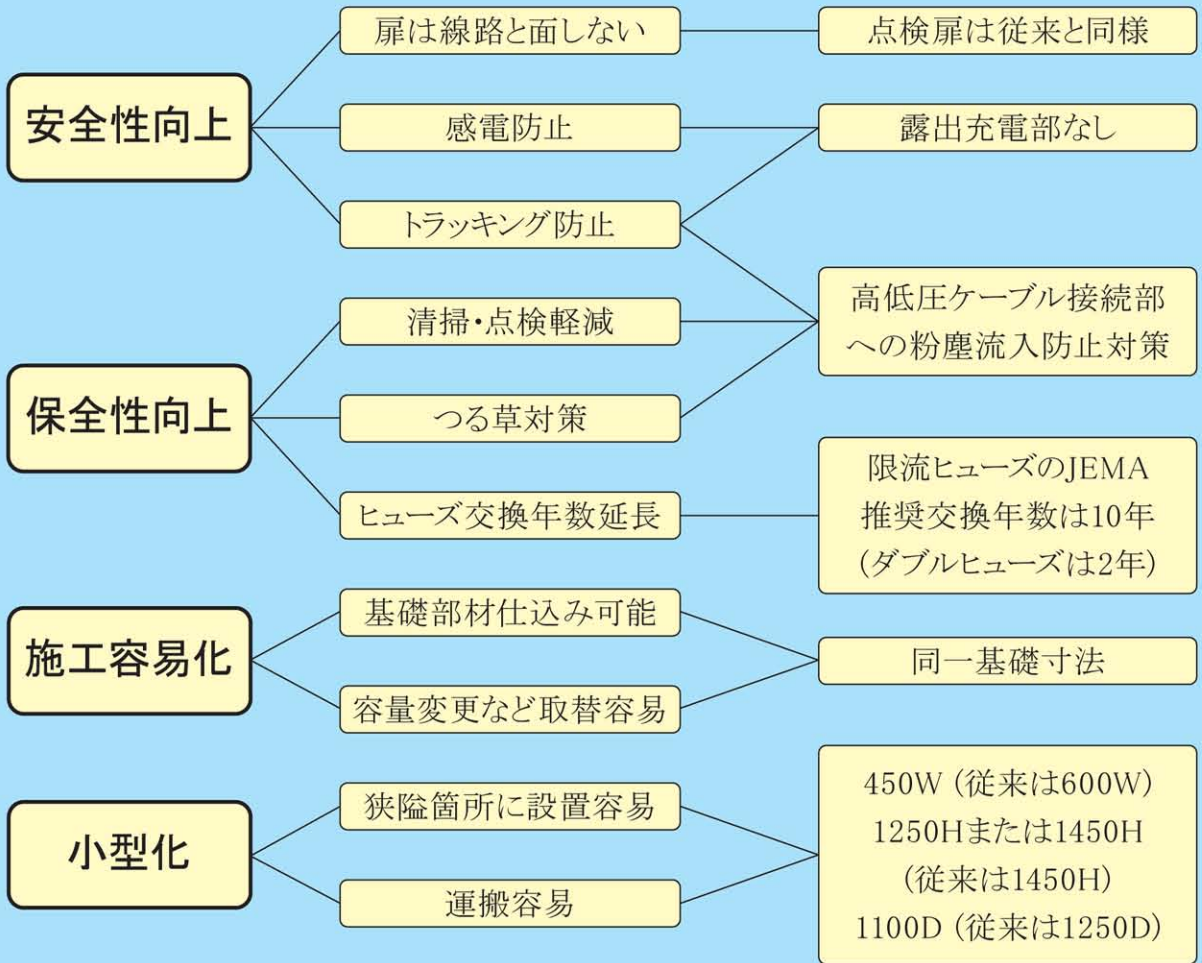 安全性向上
扉は線路と面しない
点検扉は従来と同様
感電防止
露出充電部なし
トラッキング防止
保全性向上
清掃・点検軽減
高低圧ケーブル接続部
への粉塵流入防止対策
つる草対策
ヒューズ交換年数延長
限流ヒューズのJEMA
推奨交換年数は10年
(ダブルヒューズは2年)
施工容易化
基礎部材仕込み可能
同一基礎寸法
容量変更など取替容易
小型化
狭隘箇所に設置容易
運搬容易
450W (従来は600W)
1250Hまたは1450H
(従来は1450H)
1100D (従来は1250D)